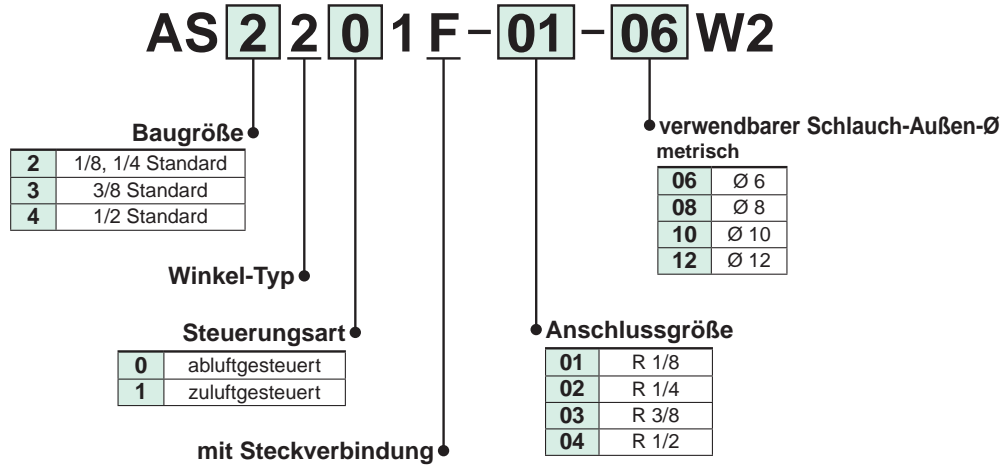 AS 2 2 0 1 F - 01 - 06 W2
Baugröße
2 1/8, 1/4 Standard
3 3/8 Standard
4 1/2 Standard
Winkel-Typ
Steuerungsart
0 abluftgesteuert
1 zuluftgesteuert
mit Steckverbindung
verwendbarer Schlauch-Außen-Ø
metrisch
06 Ø 6
08 Ø 8
10 Ø 10
12 Ø 12
Anschlussgröße
01 R 1/8
02 R 1/4
03 R 3/8
04 R 1/2